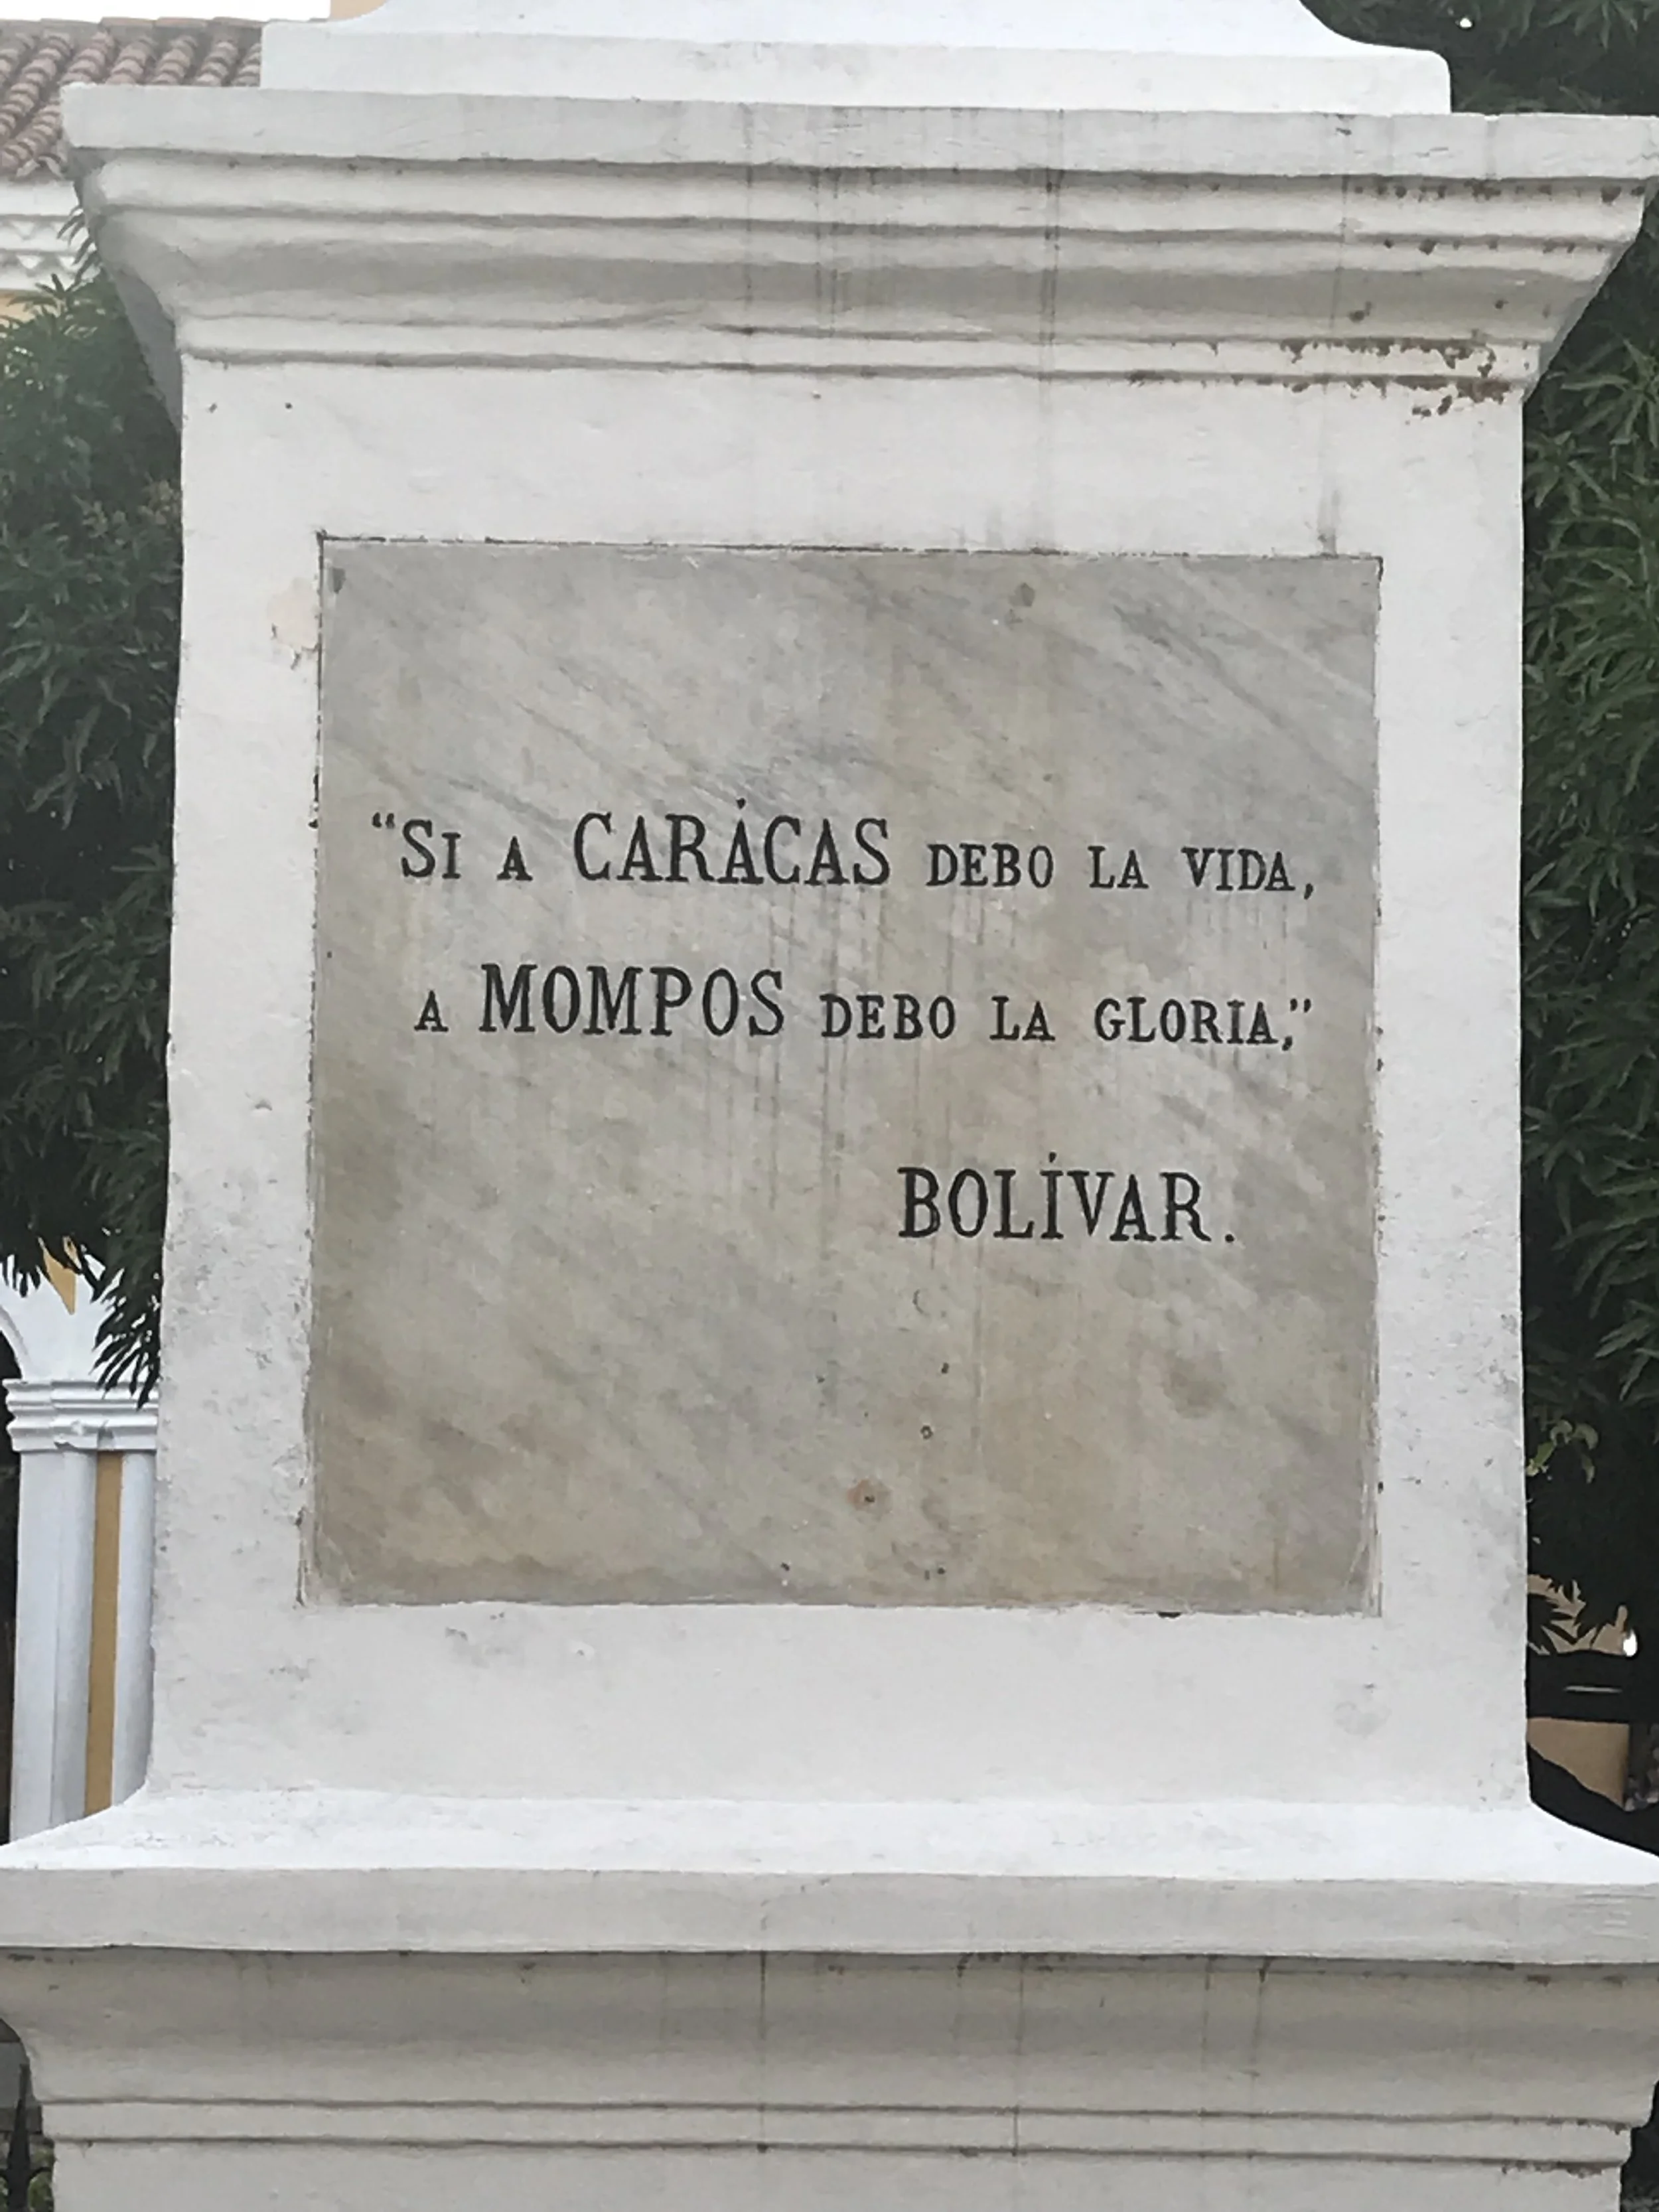 “SI A CARÁCAS DEBO LA VIDA,
A MOMPOS DEBO LA GLORIA,”
BOLÍVAR.